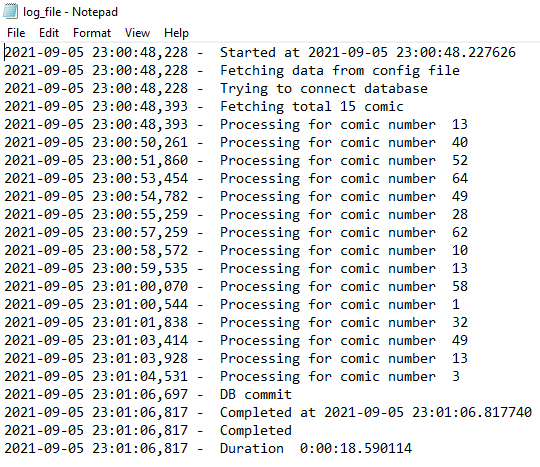 log_file - Notepad
File Edit Format View Help
2021-09-05 23:00:48,228 - Started at 2021-09-05 23:00:48.227626
2021-09-05 23:00:48,228 - Fetching data from config file
2021-09-05 23:00:48,228 - Trying to connect database
2021-09-05 23:00:48,393 - Fetching total 15 comic
2021-09-05 23:00:48,393 - Processing for comic number 13
2021-09-05 23:00:50,261 - Processing for comic number 40
2021-09-05 23:00:51,860 - Processing for comic number 52
2021-09-05 23:00:53,454 - Processing for comic number 64
2021-09-05 23:00:54,782 - Processing for comic number 49
2021-09-05 23:00:55,259 - Processing for comic number 28
2021-09-05 23:00:57,259 - Processing for comic number 62
2021-09-05 23:00:58,572 - Processing for comic number 10
2021-09-05 23:00:59,535 - Processing for comic number 13
2021-09-05 23:01:00,070 - Processing for comic number 58
2021-09-05 23:01:00,544 - Processing for comic number 1
2021-09-05 23:01:01,838 - Processing for comic number 32
2021-09-05 23:01:03,414 - Processing for comic number 49
2021-09-05 23:01:03,928 - Processing for comic number 13
2021-09-05 23:01:04,531 - Processing for comic number 3
2021-09-05 23:01:06,697 - DB commit
2021-09-05 23:01:06,817 - Completed at 2021-09-05 23:01:06.817740
2021-09-05 23:01:06,817 - Completed
2021-09-05 23:01:06,817 - Duration 0:00:18.590114